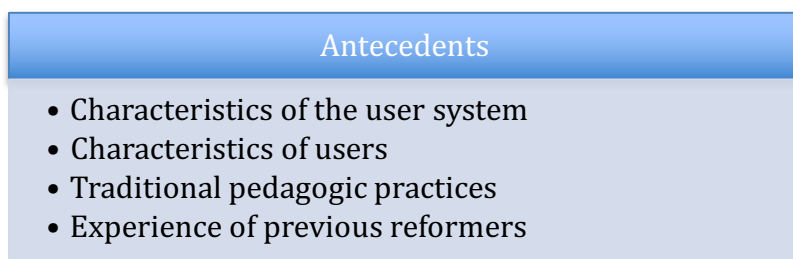 Antecedents
• Characteristics of the user system
• Characteristics of users
• Traditional pedagogic practices
• Experience of previous reformers